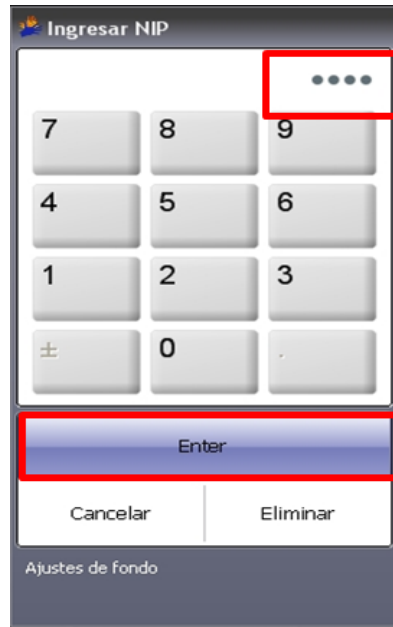 Ingresar NIP
••••
7 8 9
4 5 6
1 2 3
± 0 .
Enter
Cancelar Eliminar
Ajustes de fondo